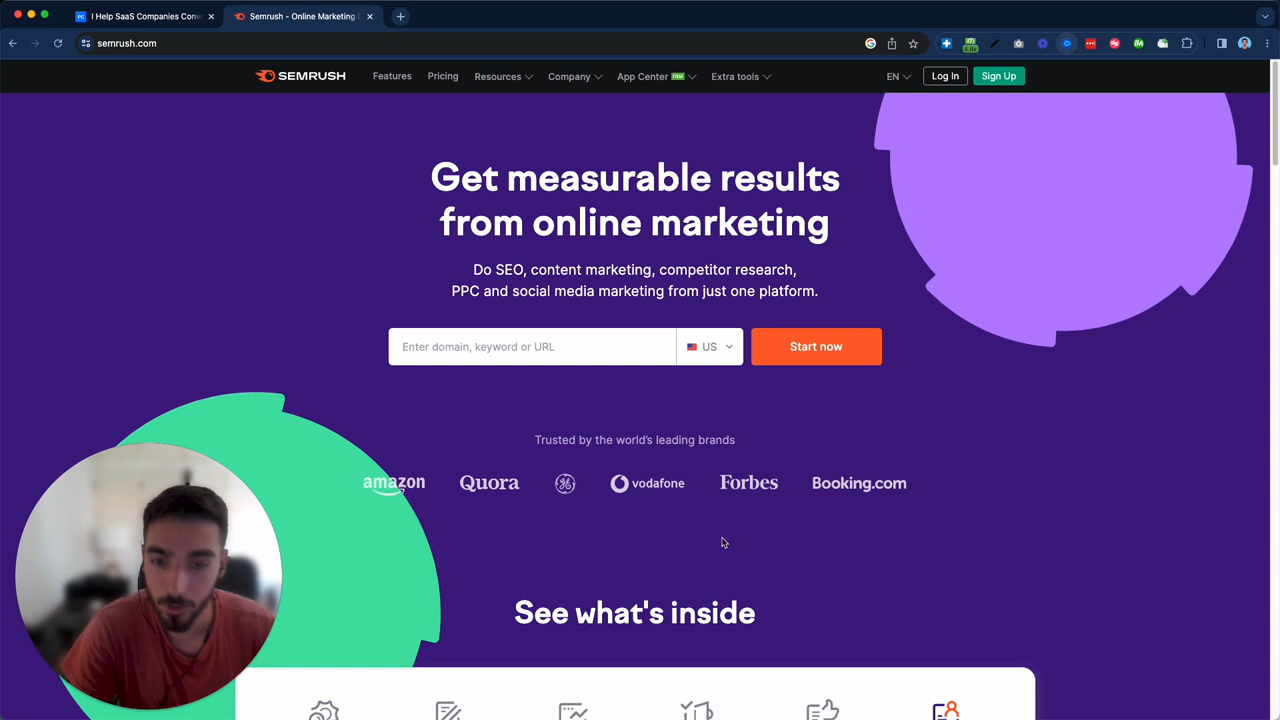 I Help SaaS Companies Conv
Semrush - Online Marketing
semrush.com
SEMRUSH
Features
Pricing
Resources
Company
App Center new
Extra tools
EN
Log In
Sign Up
Get measurable results
from online marketing
Do SEO, content marketing, competitor research,
PPC and social media marketing from just one platform.
Enter domain, keyword or URL
US
Start now
Trusted by the world's leading brands
amazon
Quora
GE
vodafone
Forbes
Booking.com
See what's inside